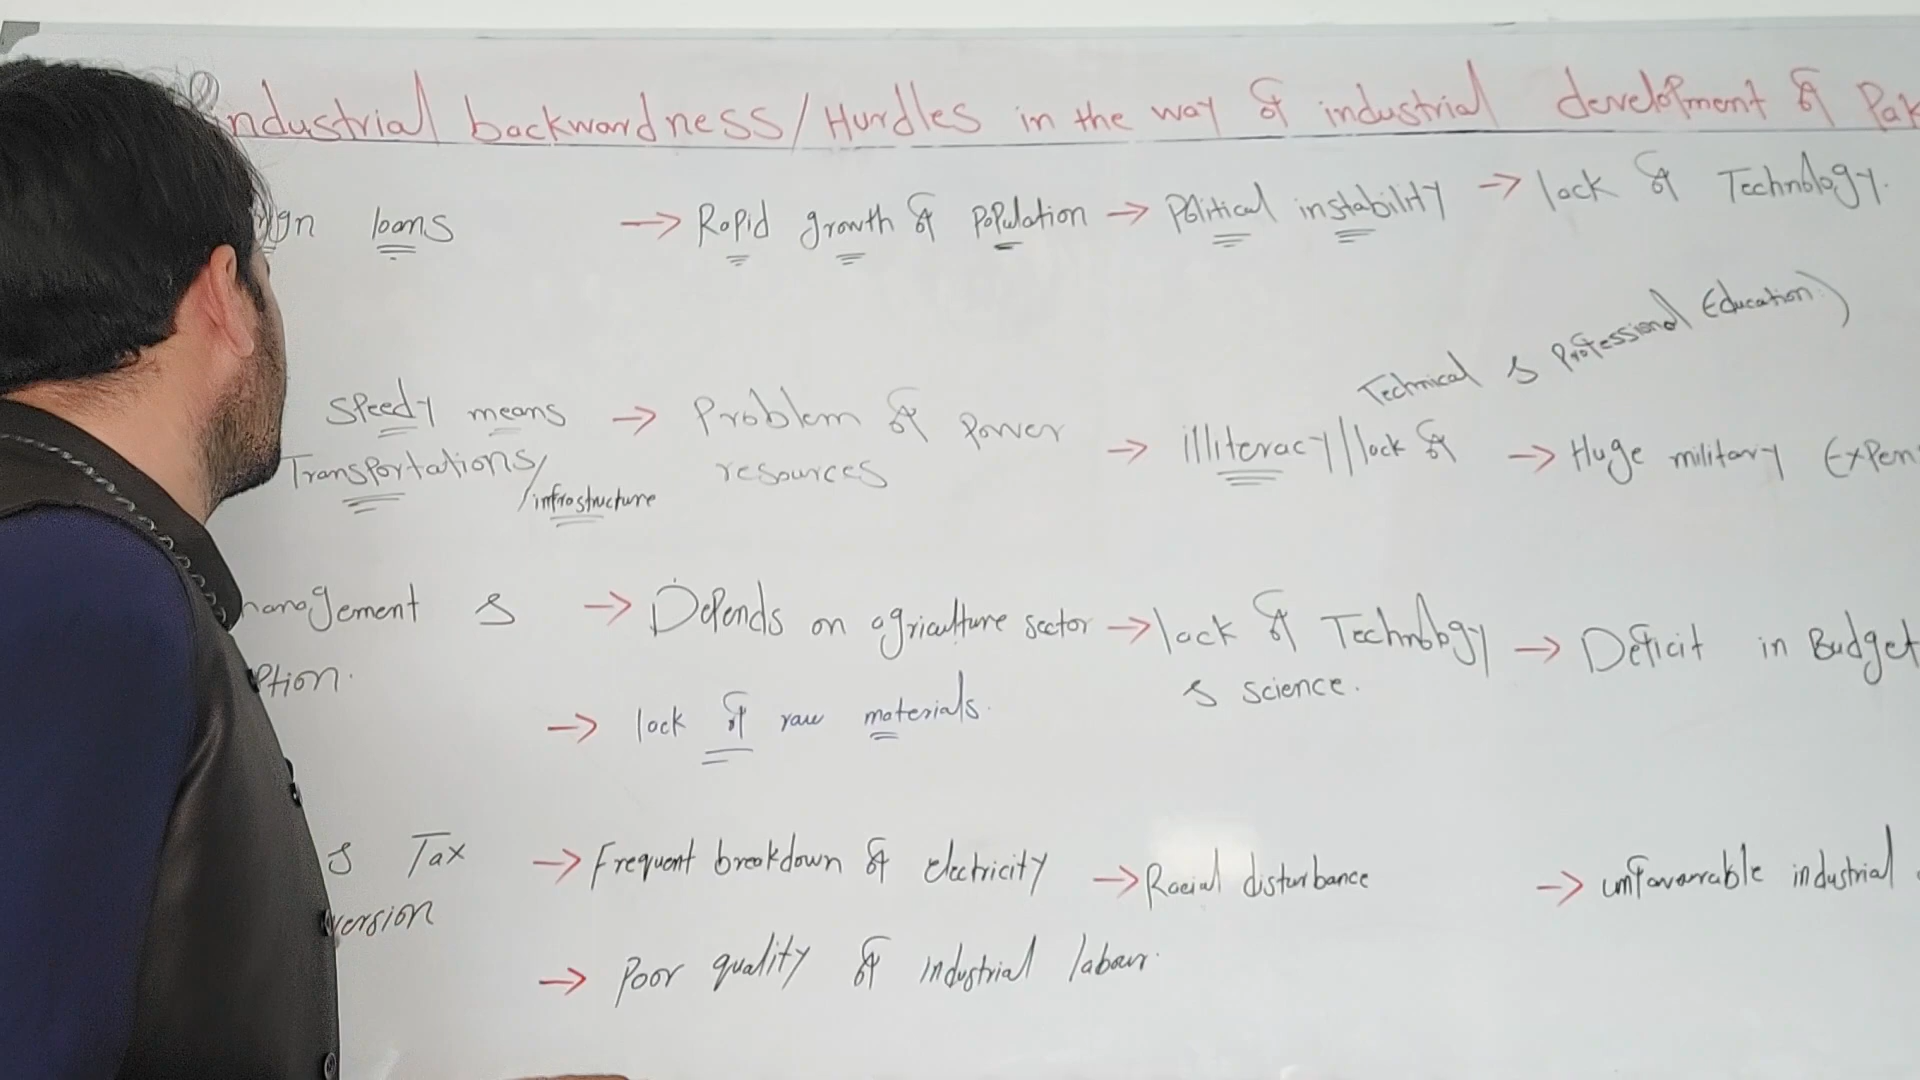 industrial backwardness/Hurdles in the way of industrial development of Pak
loans → Rapid growth of population → Political instability → lack of Technology.
Technical & Professional Education)
speedy means → Problem of power → illiteracy/lack of → Huge military Expen
Transportations/ infrastructure resources
management & → Depends on agriculture sector → lack of Technology → Deficit in Budget
ption. & science.
→ lack of raw materials.
& Tax → Frequent breakdown of electricity → Racial disturbance → unfavourable industrial
version
→ Poor quality of industrial labour.